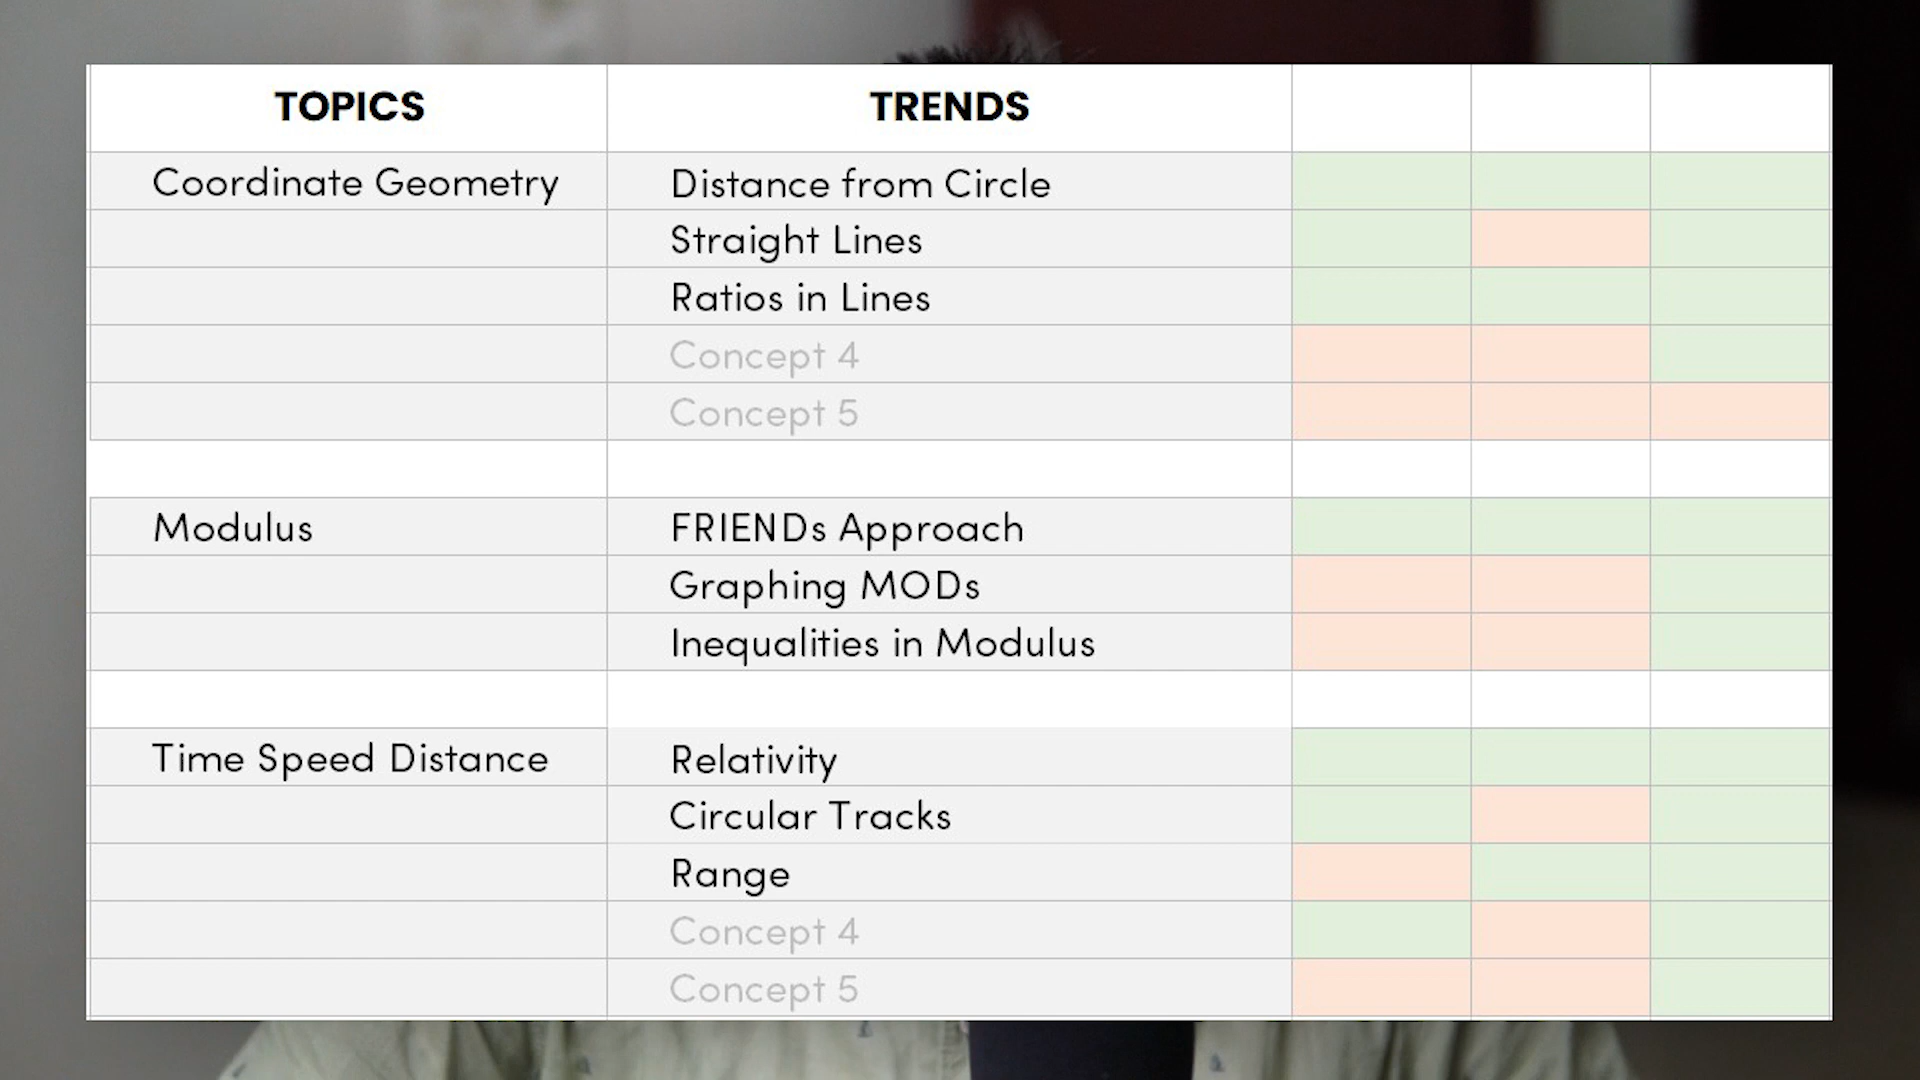 TOPICS TRENDS
Coordinate Geometry Distance from Circle
Straight Lines
Ratios in Lines
Concept 4
Concept 5
Modulus FRIENDs Approach
Graphing MODs
Inequalities in Modulus
Time Speed Distance Relativity
Circular Tracks
Range
Concept 4
Concept 5